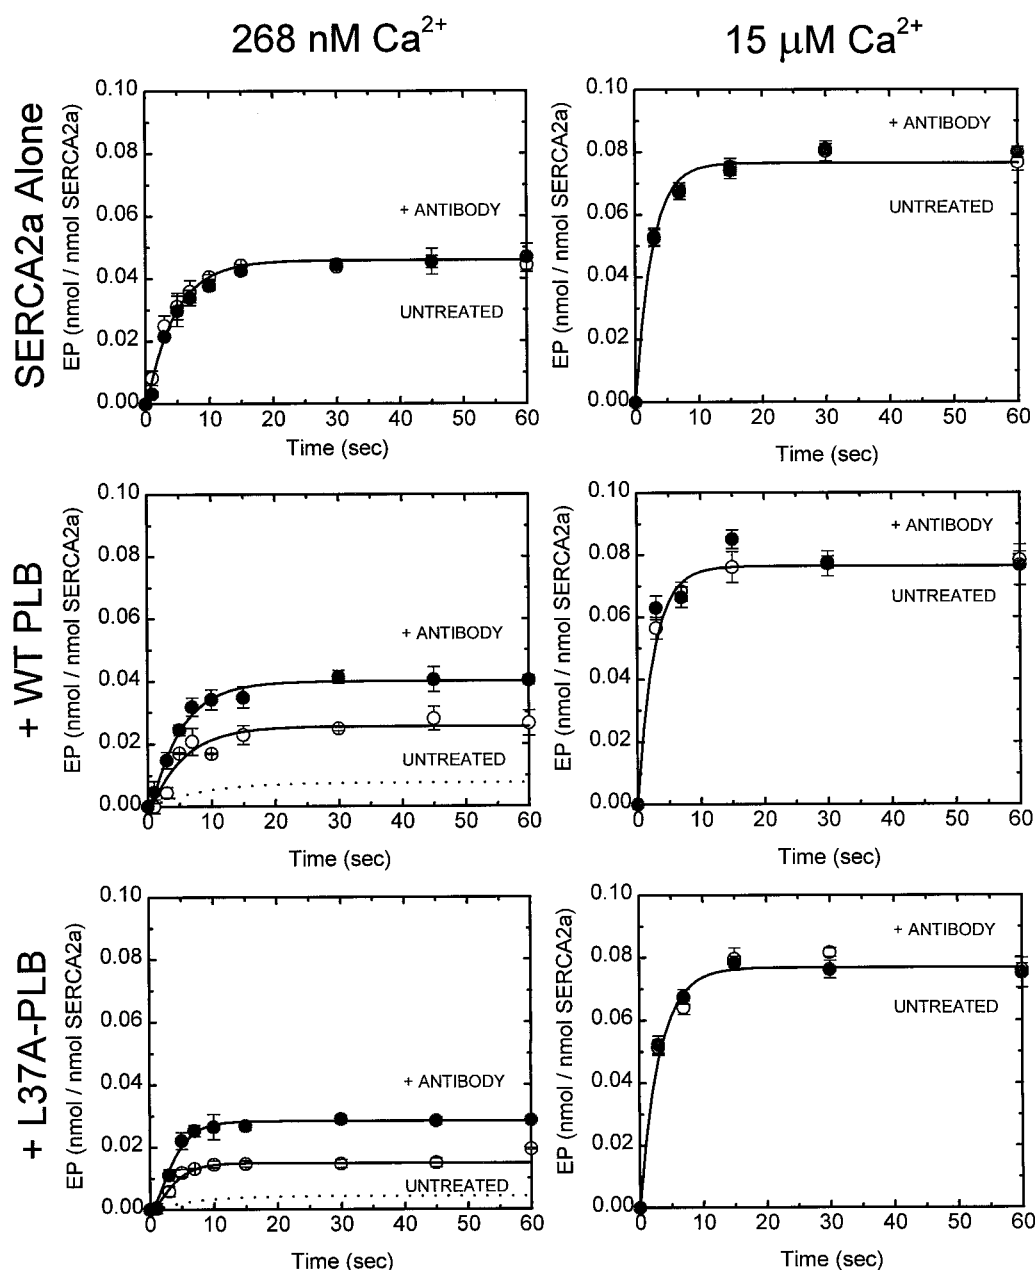 268 nM Ca2+
15 μM Ca2+
SERCA2a Alone
EP (nmol / nmol SERCA2a)
0.10
0.08
0.06
0.04
0.02
0.00
+ ANTIBODY
UNTREATED
0 10 20 30 40 50 60
Time (sec)
EP (nmol / nmol SERCA2a)
0.10
0.08
0.06
0.04
0.02
0.00
+ ANTIBODY
UNTREATED
0 10 20 30 40 50 60
Time (sec)
+ WT PLB
EP (nmol / nmol SERCA2a)
0.10
0.08
0.06
0.04
0.02
0.00
+ ANTIBODY
UNTREATED
0 10 20 30 40 50 60
Time (sec)
EP (nmol / nmol SERCA2a)
0.10
0.08
0.06
0.04
0.02
0.00
+ ANTIBODY
UNTREATED
0 10 20 30 40 50 60
Time (sec)
+ L37A-PLB
EP (nmol / nmol SERCA2a)
0.10
0.08
0.06
0.04
0.02
0.00
+ ANTIBODY
UNTREATED
0 10 20 30 40 50 60
Time (sec)
EP (nmol / nmol SERCA2a)
0.10
0.08
0.06
0.04
0.02
0.00
+ ANTIBODY
UNTREATED
0 10 20 30 40 50 60
Time (sec)